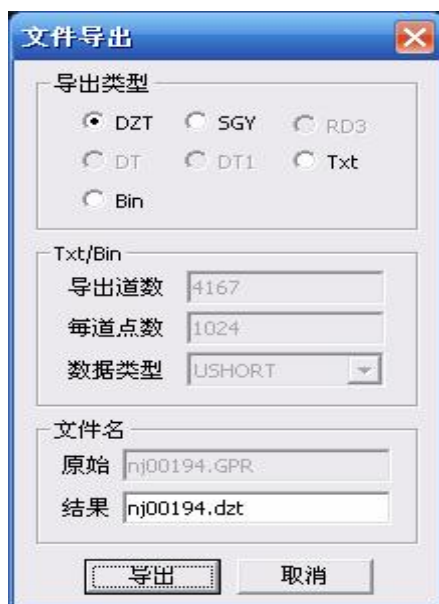 文件导出
导出类型
DZT SGY RD3
DT DT1 Txt
Bin
Txt/Bin
导出道数 4167
每道点数 1024
数据类型 USHORT
文件名
原始 nj00194.GPR
结果 nj00194.dzt
导出 取消